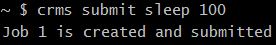 ~ $ crms submit sleep 100
Job 1 is created and submitted